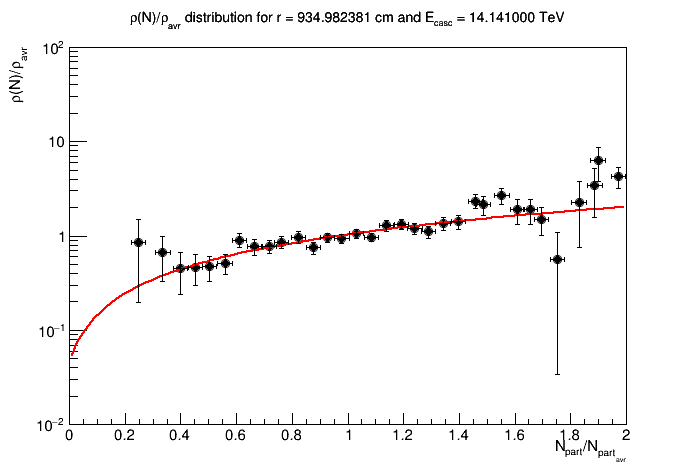 ρ(N)/ρavr distribution for r = 934.982381 cm and Ecasc = 14.141000 TeV
ρ(N)/ρavr
10²
10
1
10⁻¹
10⁻²
0 0.2 0.4 0.6 0.8 1 1.2 1.4 1.6 1.8 2
Npart/Npartavr